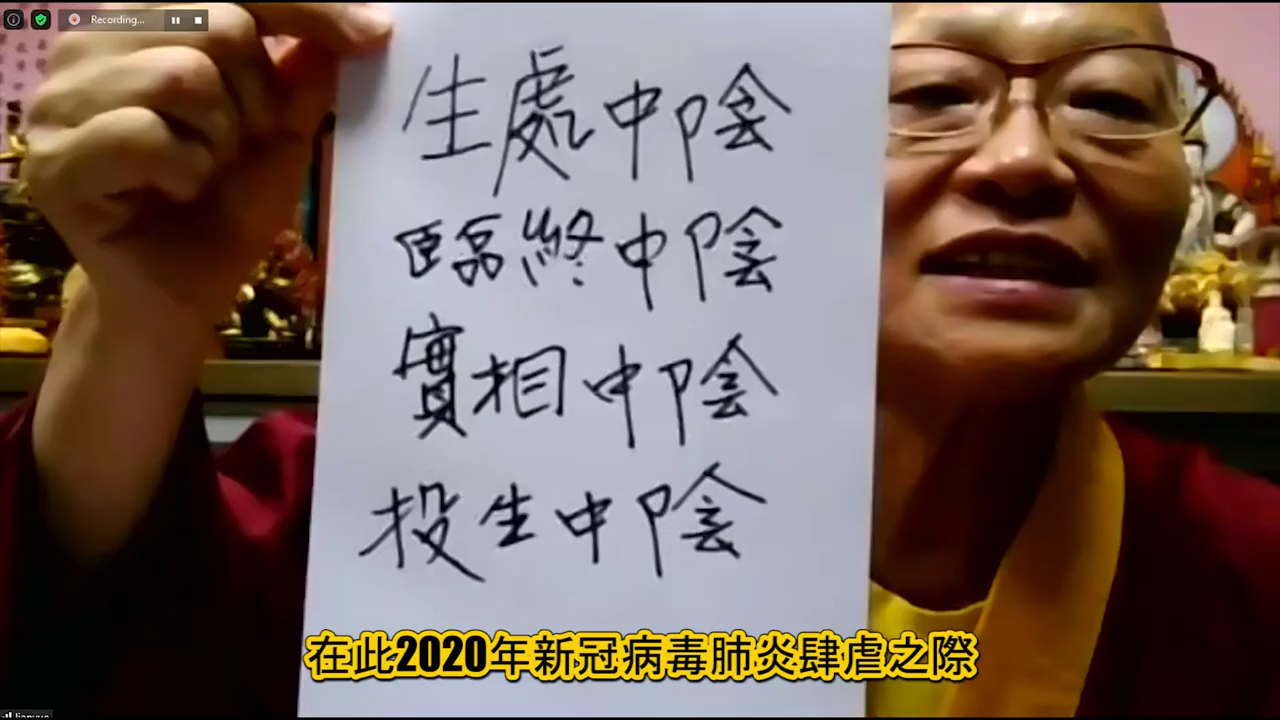 Recording...
生處中陰
臨終中陰
實相中陰
投生中陰
在此2020年新冠病毒肺炎肆虐之際